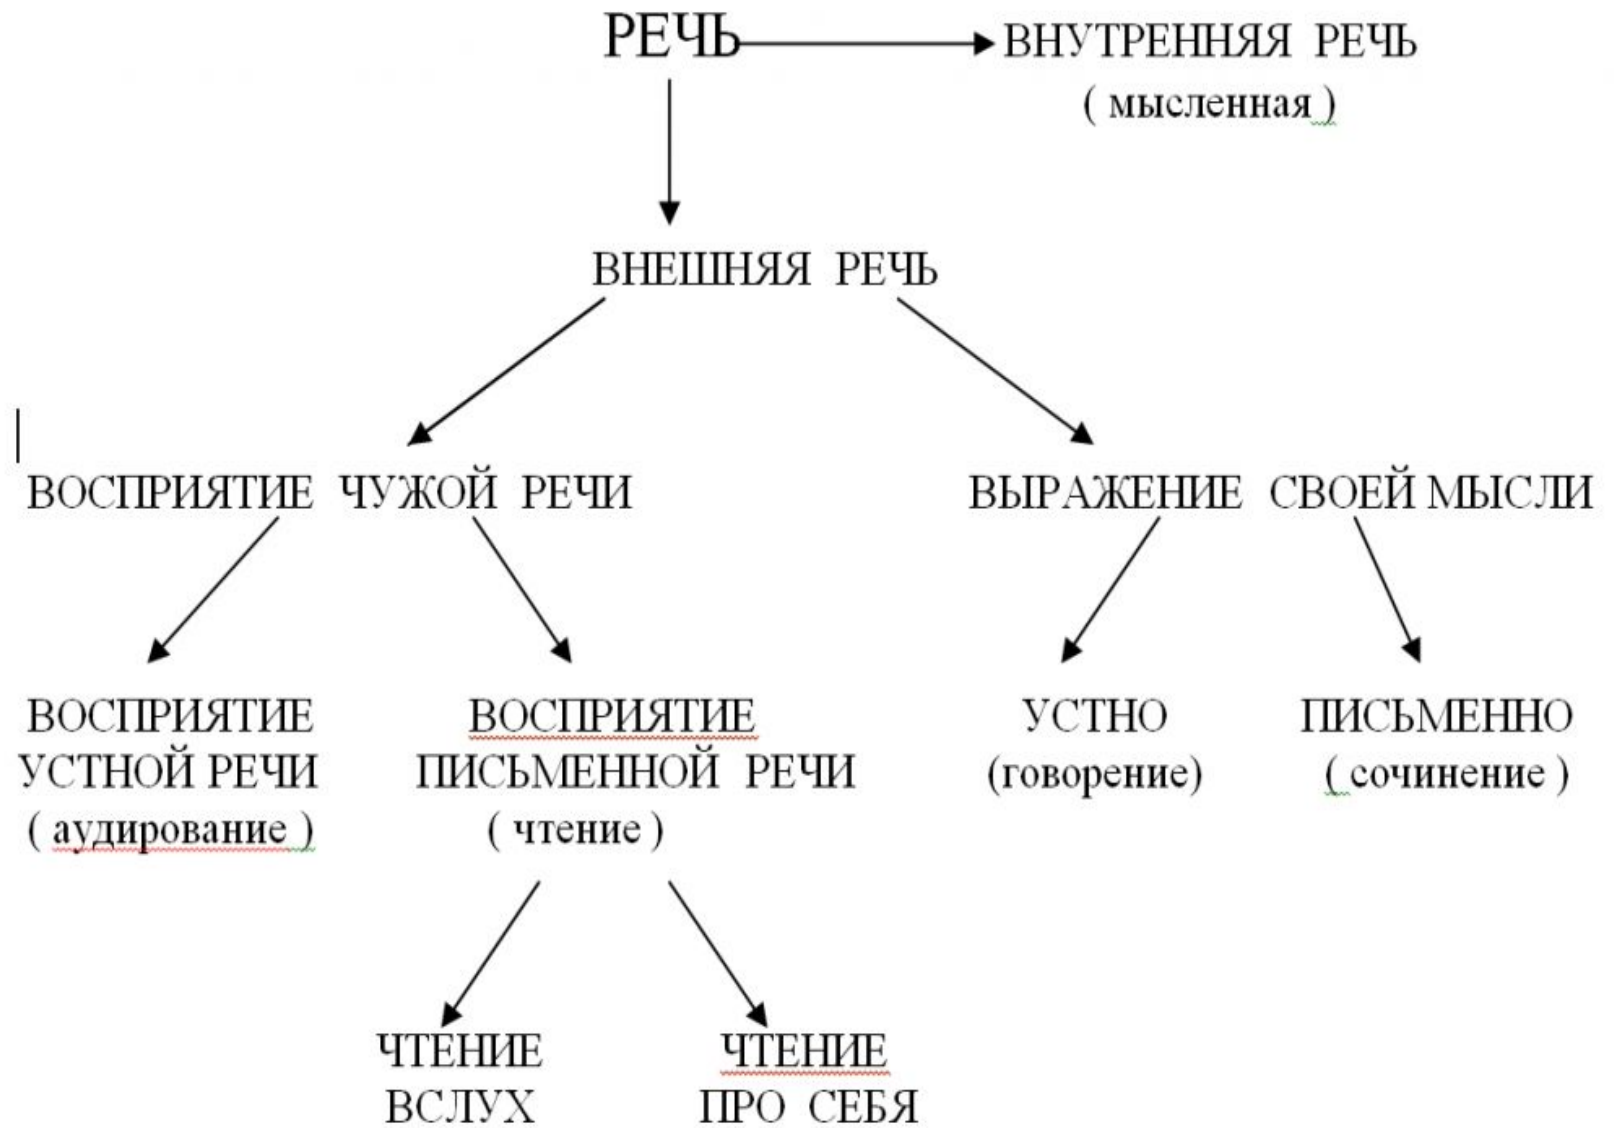 РЕЧЬ
ВНУТРЕННЯЯ РЕЧЬ
( мысленная )
ВНЕШНЯЯ РЕЧЬ
ВОСПРИЯТИЕ ЧУЖОЙ РЕЧИ
ВЫРАЖЕНИЕ СВОЕЙ МЫСЛИ
ВОСПРИЯТИЕ
УСТНОЙ РЕЧИ
( аудирование )
ВОСПРИЯТИЕ
ПИСЬМЕННОЙ РЕЧИ
( чтение )
УСТНО
(говорение)
ПИСЬМЕННО
( сочинение )
ЧТЕНИЕ
ВСЛУХ
ЧТЕНИЕ
ПРО СЕБЯ